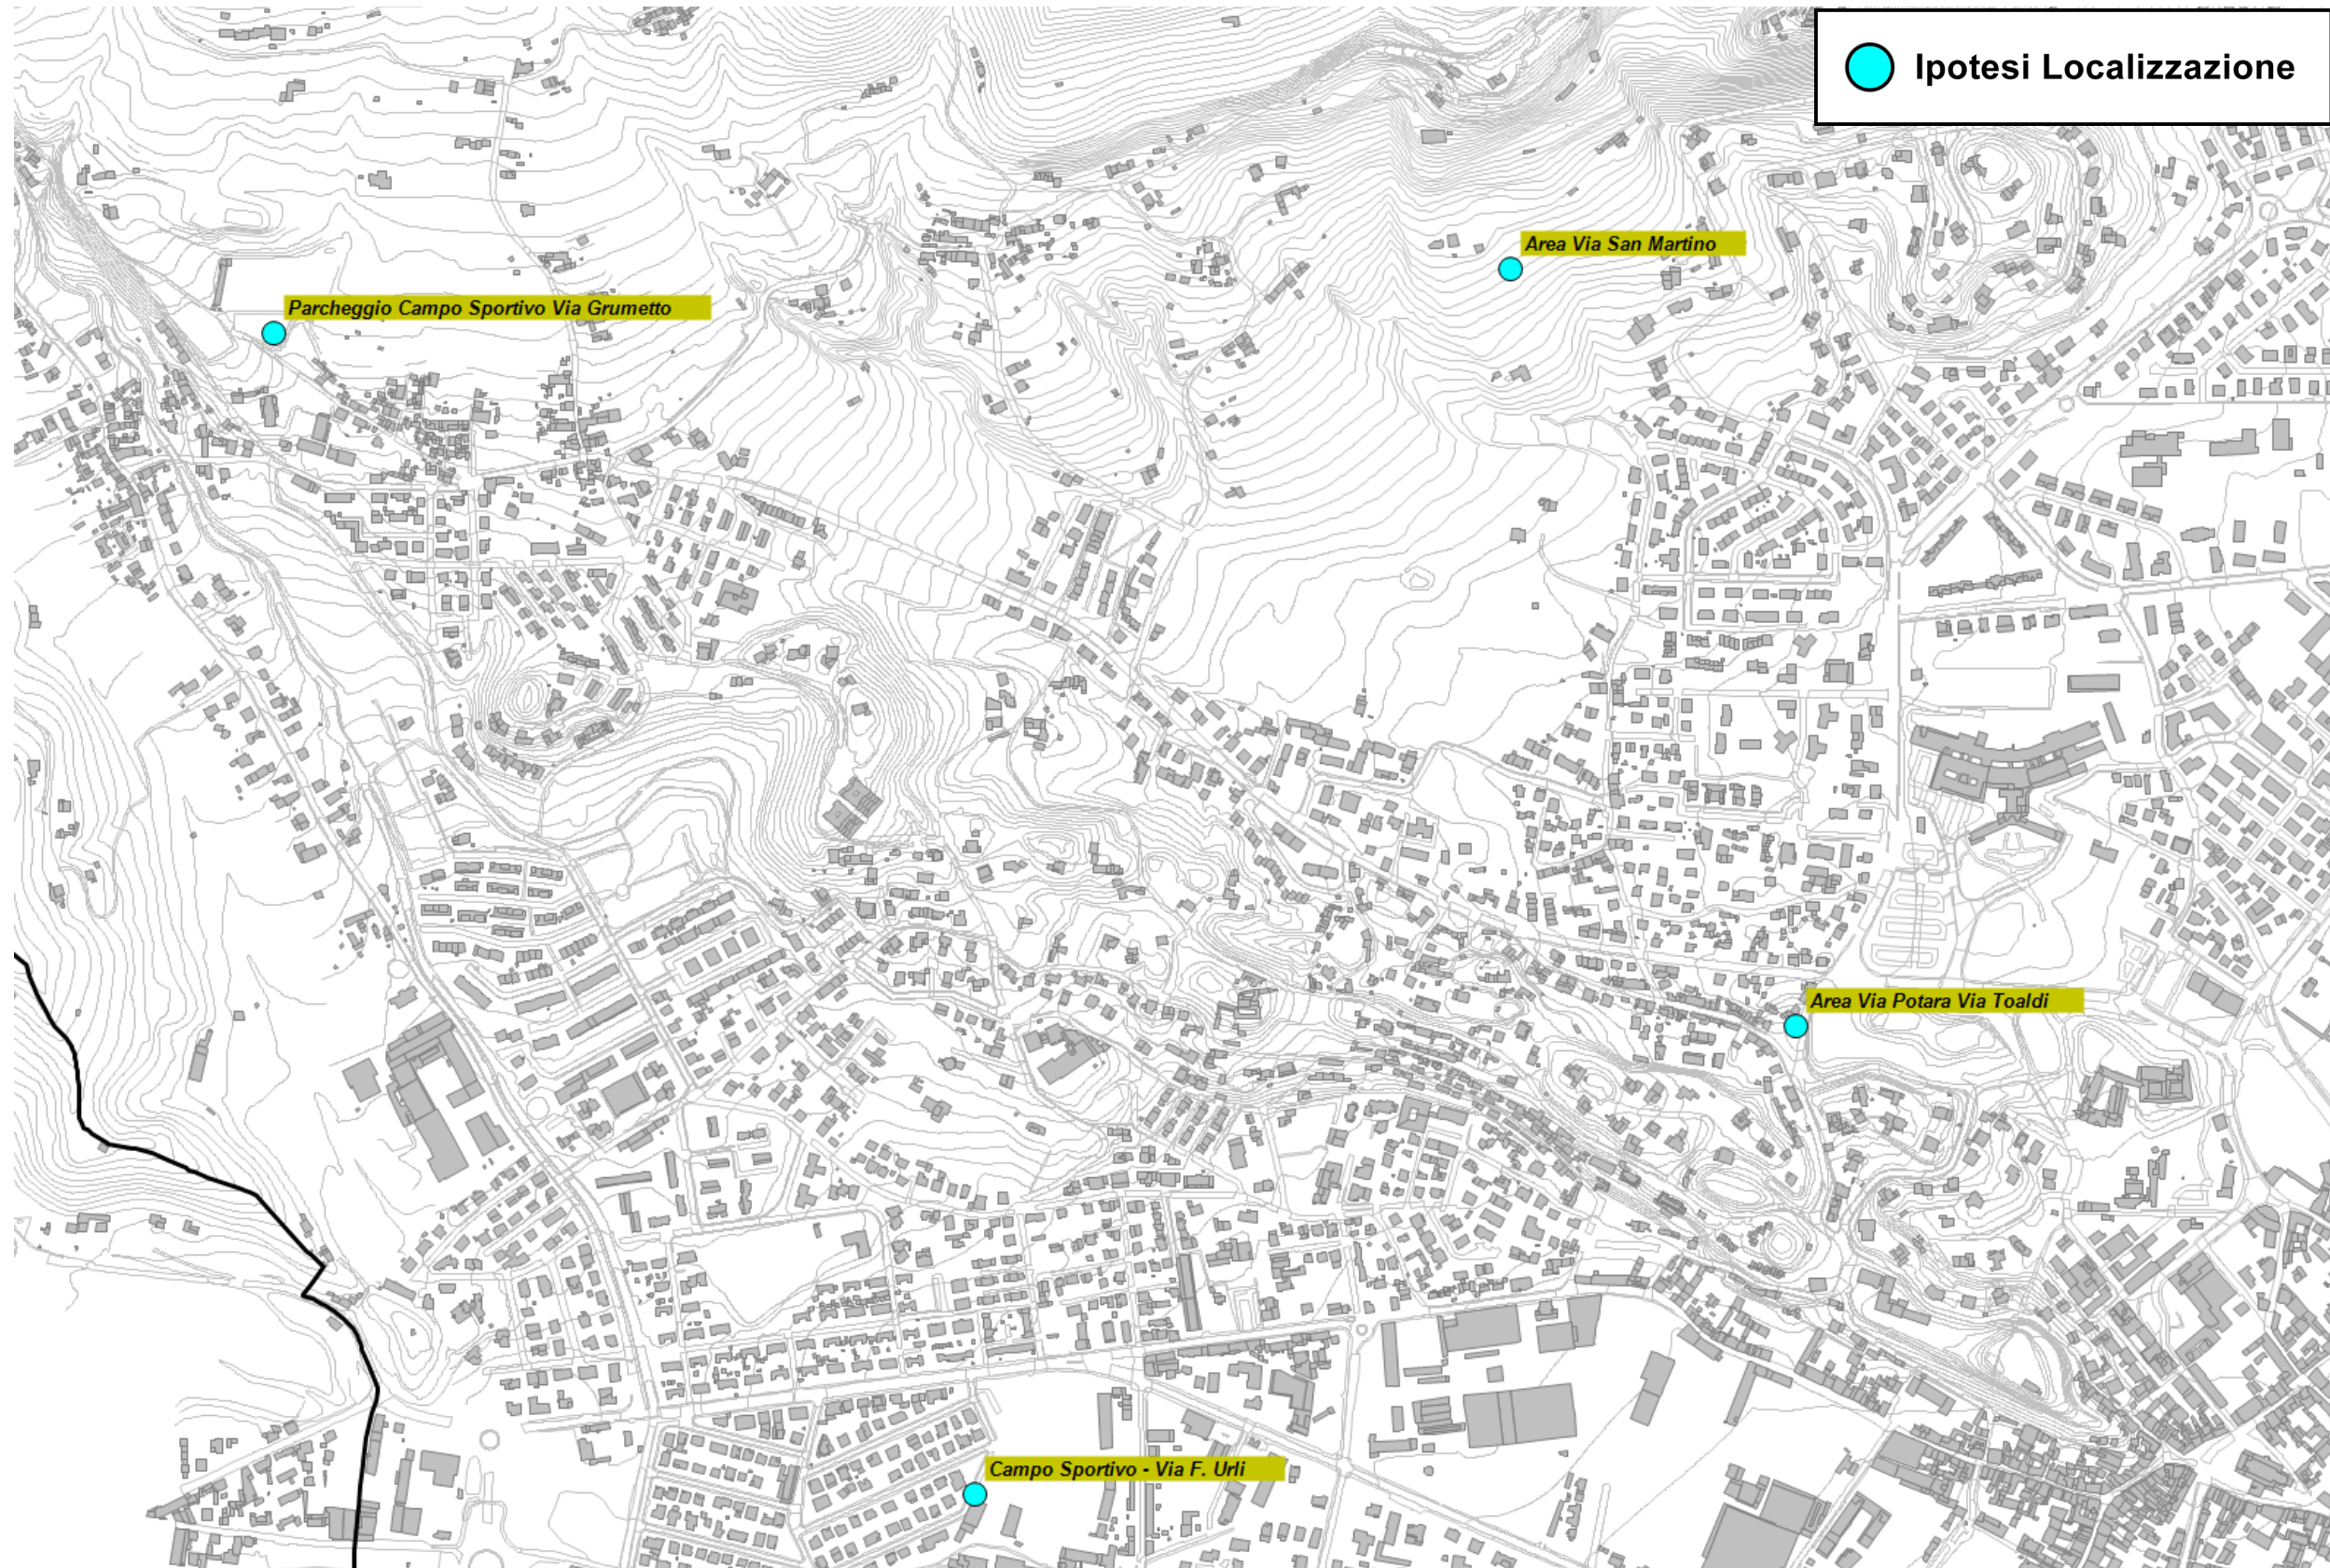 Ipotesi Localizzazione
Area Via San Martino
Parcheggio Campo Sportivo Via Grumetto
Area Via Potara Via Toaldi
Campo Sportivo - Via F. Urli